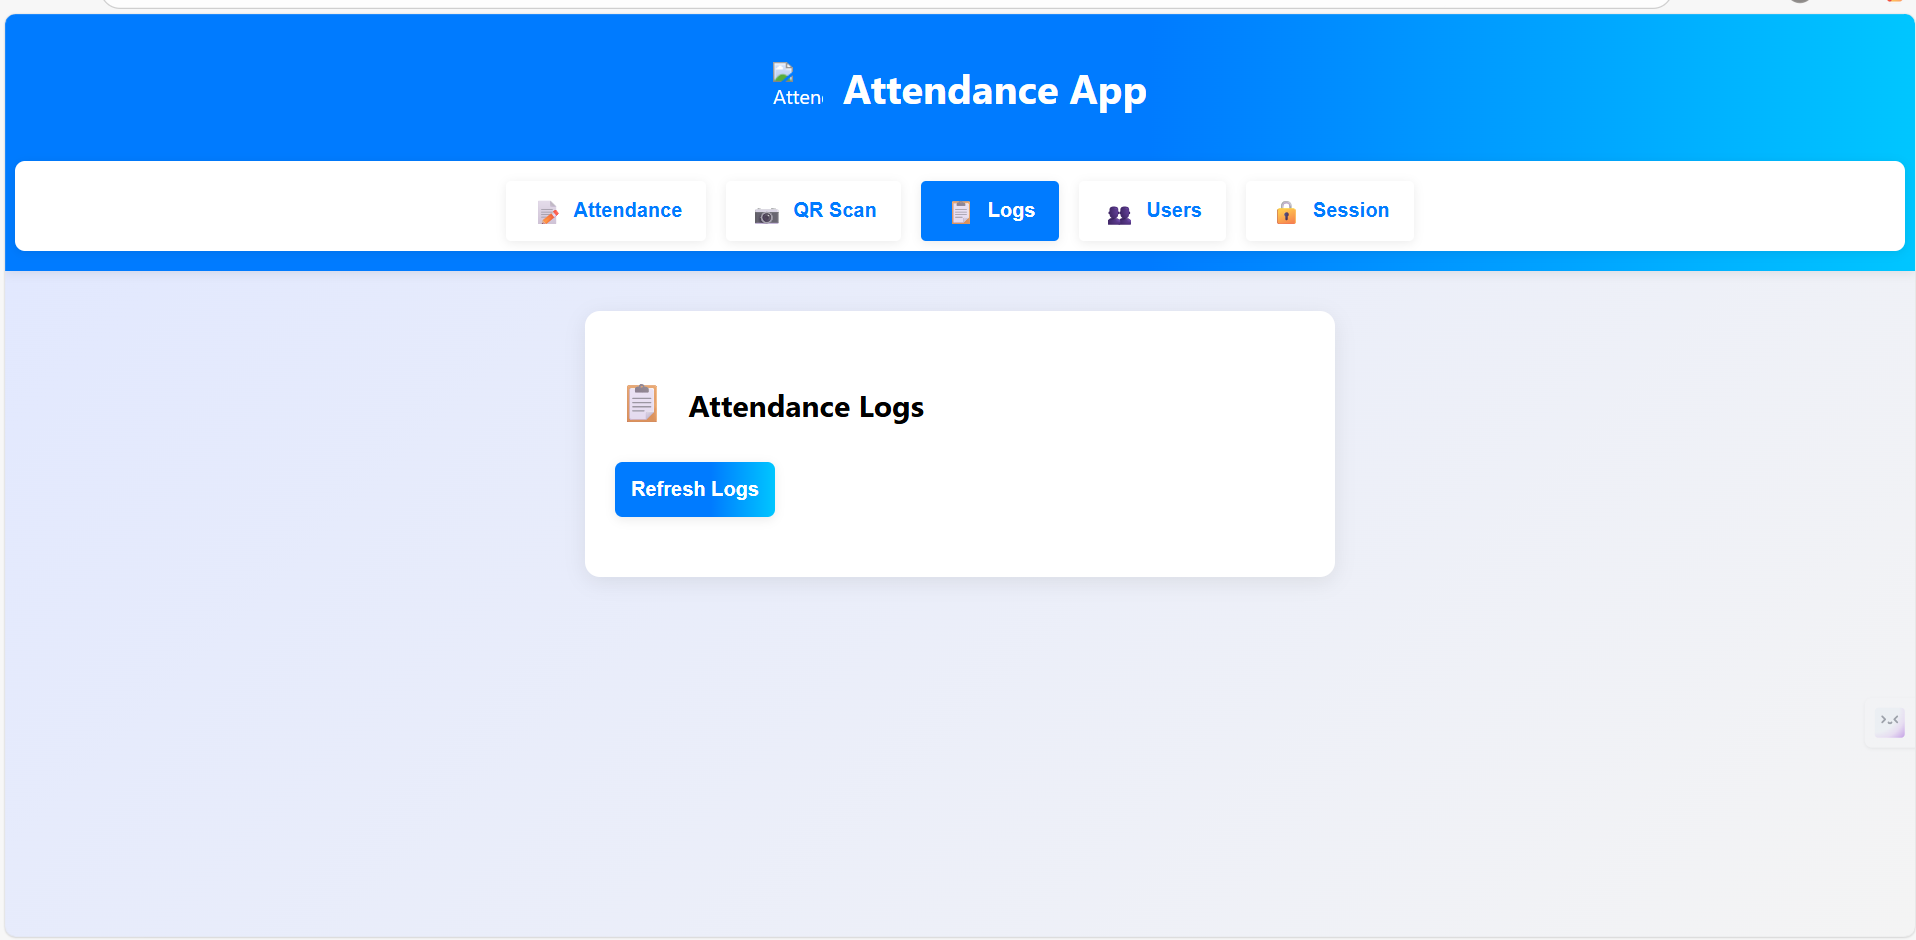 Atten
Attendance App
Attendance
QR Scan
Logs
Users
Session
Attendance Logs
Refresh Logs